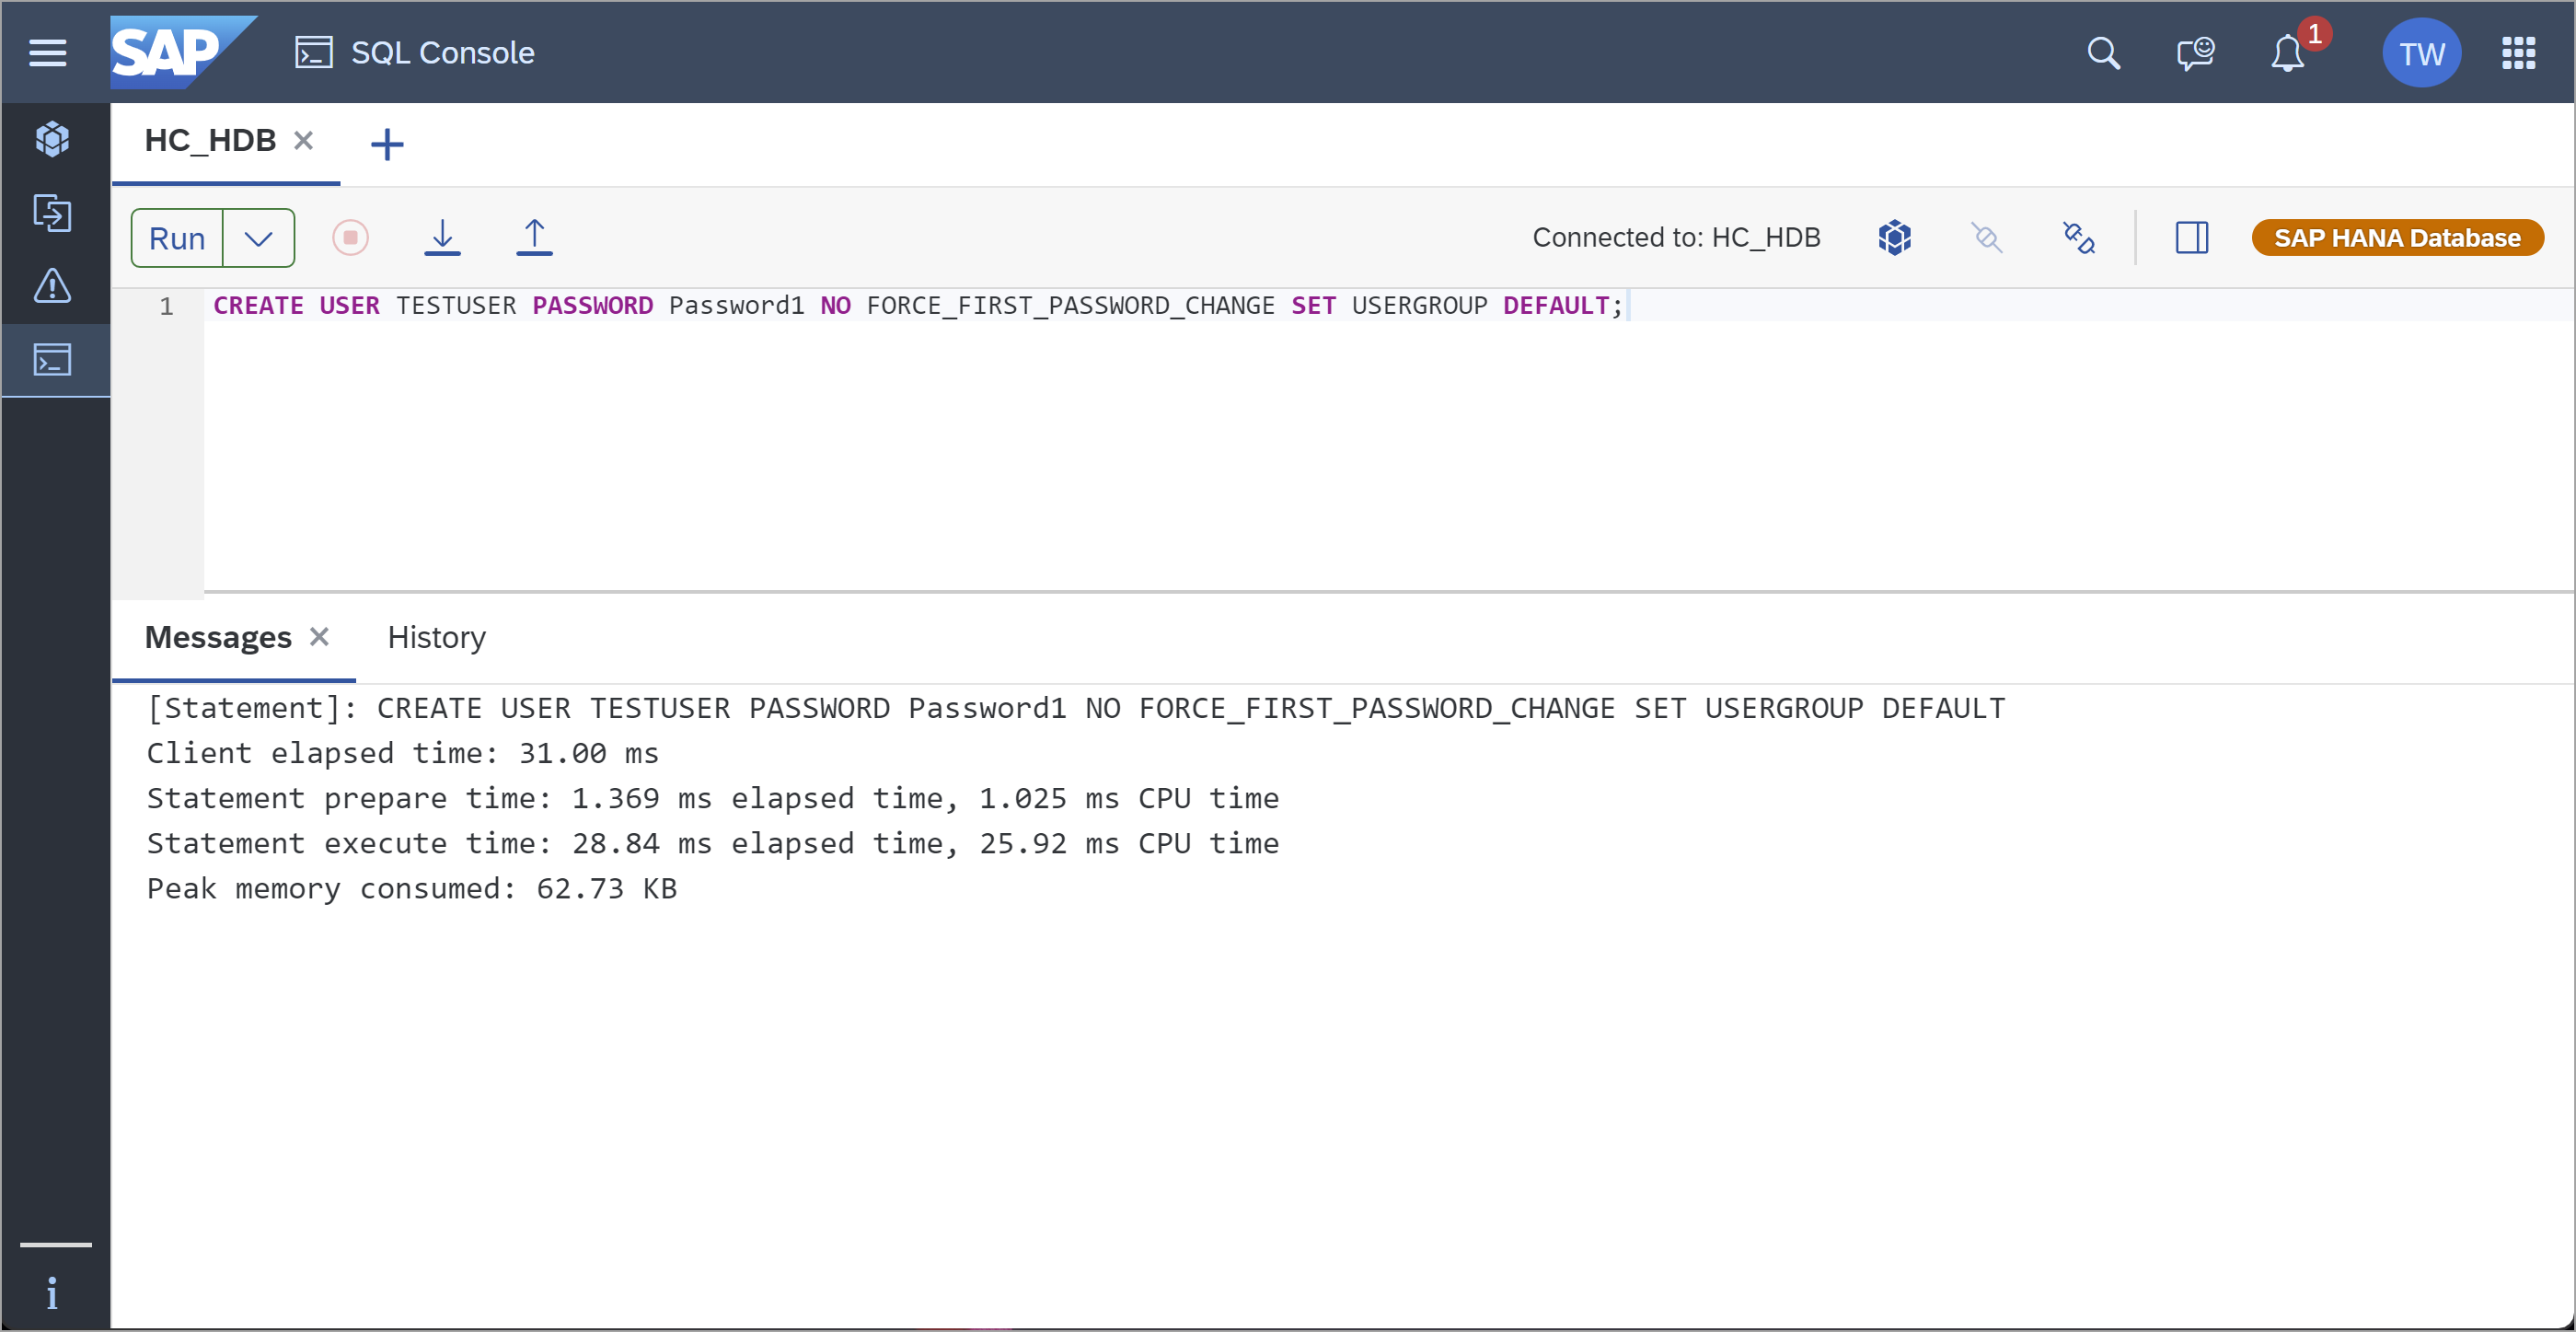 SAP
SQL Console
1
TW
HC_HDB
Run
Connected to: HC_HDB
SAP HANA Database
1
CREATE USER TESTUSER PASSWORD Password1 NO FORCE_FIRST_PASSWORD_CHANGE SET USERGROUP DEFAULT;
Messages
History
[Statement]: CREATE USER TESTUSER PASSWORD Password1 NO FORCE_FIRST_PASSWORD_CHANGE SET USERGROUP DEFAULT
Client elapsed time: 31.00 ms
Statement prepare time: 1.369 ms elapsed time, 1.025 ms CPU time
Statement execute time: 28.84 ms elapsed time, 25.92 ms CPU time
Peak memory consumed: 62.73 KB